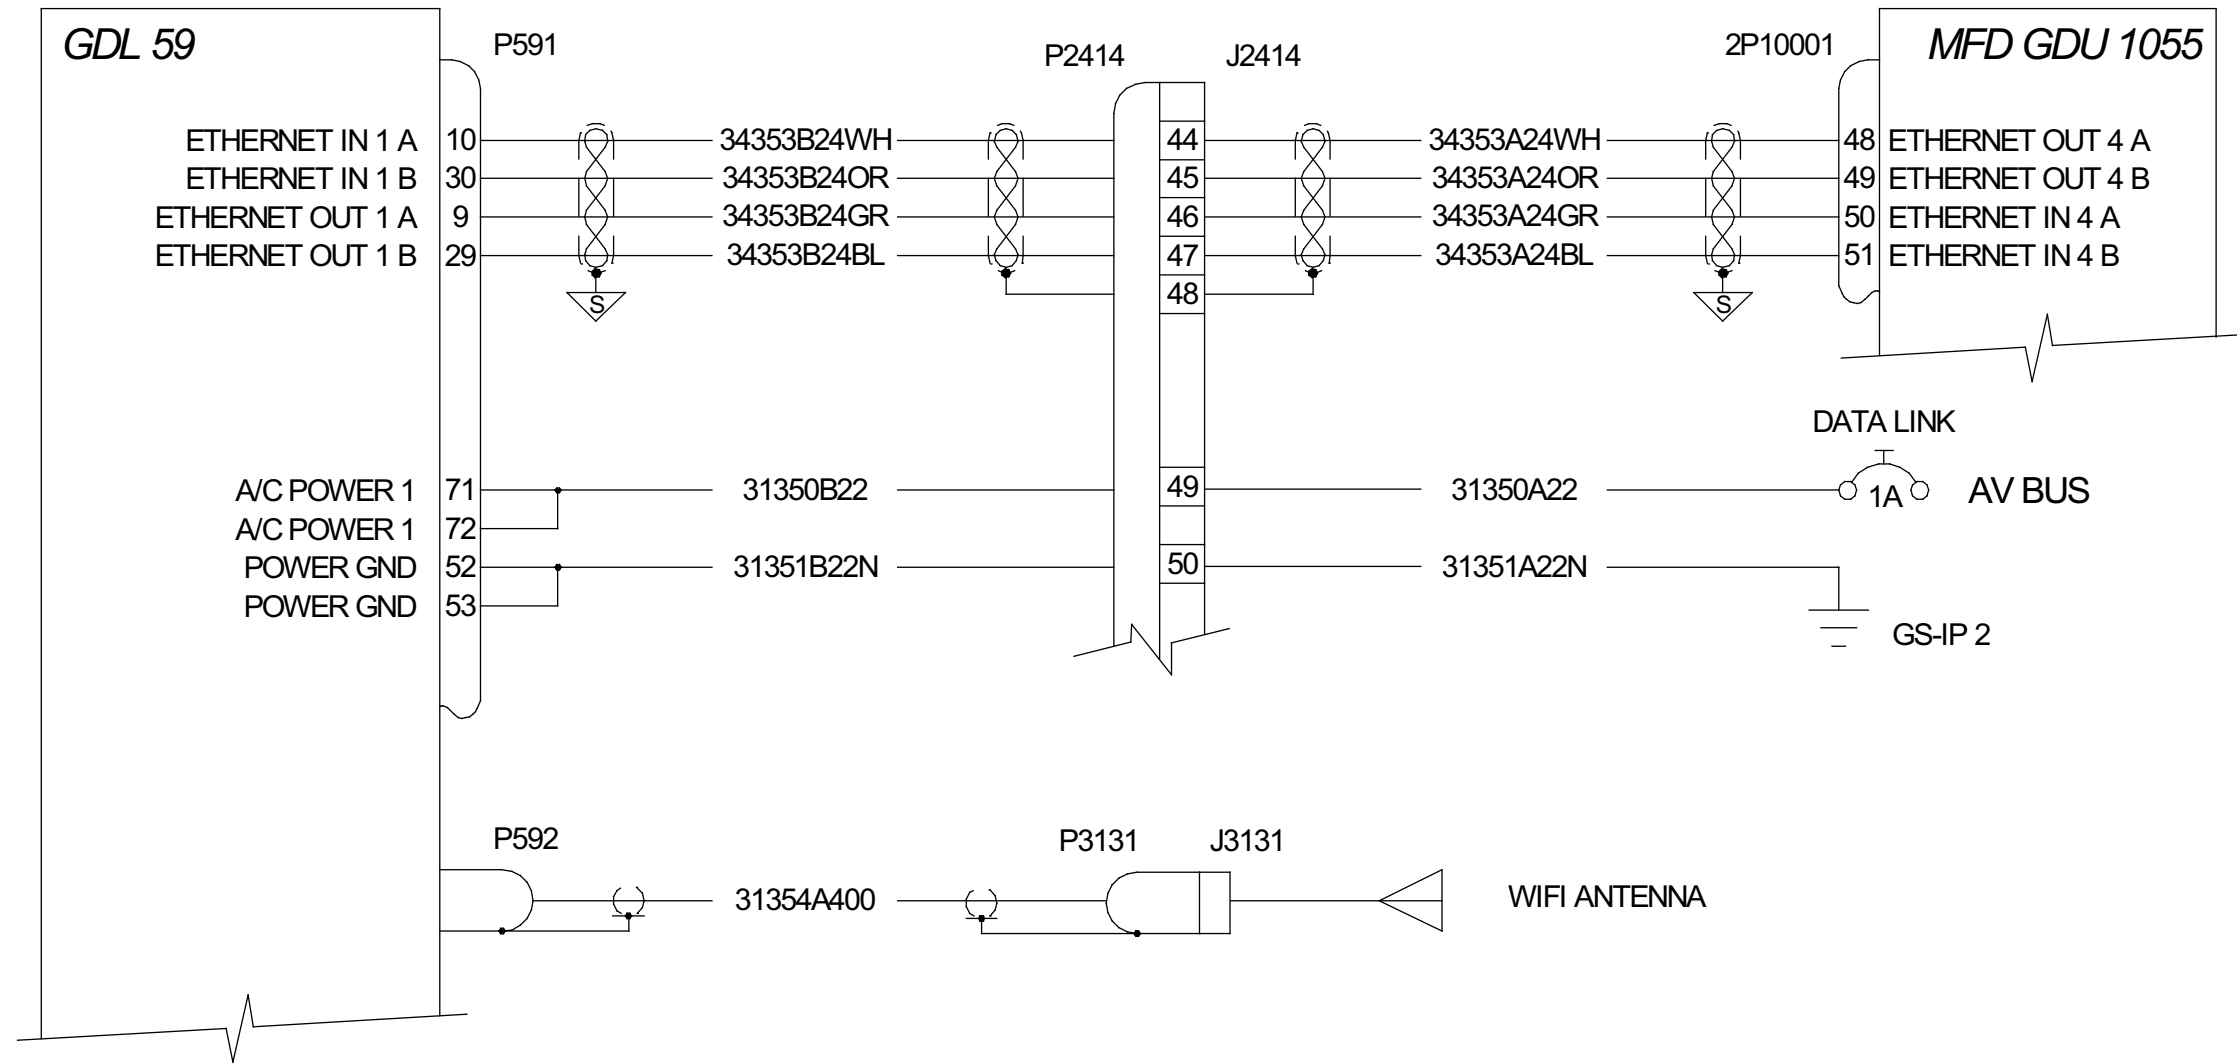 GDL 59
P591
P2414
J2414
2P10001
MFD GDU 1055
ETHERNET IN 1 A 10 34353B24WH 44 34353A24WH 48 ETHERNET OUT 4 A
ETHERNET IN 1 B 30 34353B24OR 45 34353A24OR 49 ETHERNET OUT 4 B
ETHERNET OUT 1 A 9 34353B24GR 46 34353A24GR 50 ETHERNET IN 4 A
ETHERNET OUT 1 B 29 34353B24BL 47 34353A24BL 51 ETHERNET IN 4 B
S 48 S
DATA LINK
A/C POWER 1 71 31350B22 49 31350A22 1A AV BUS
A/C POWER 1 72
POWER GND 52 31351B22N 50 31351A22N
POWER GND 53
GS-IP 2
P592
P3131
J3131
31354A400
WIFI ANTENNA